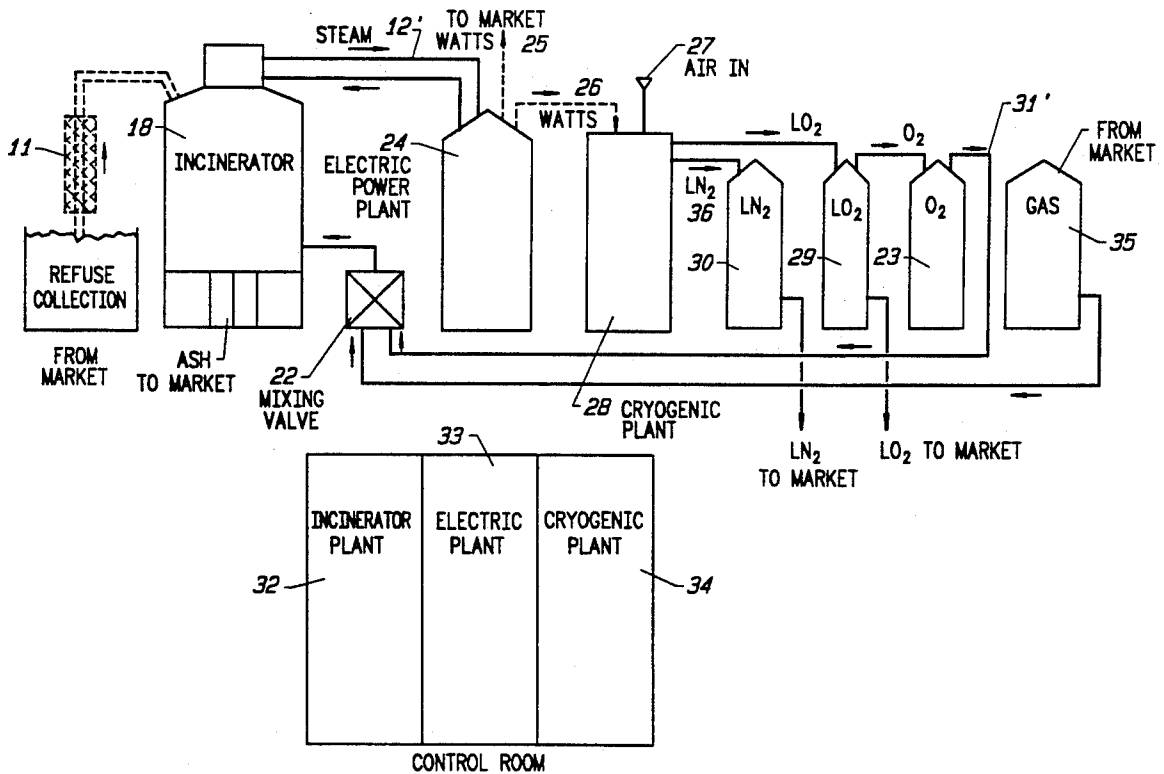 STEAM
12'
TO MARKET
WATTS
25
27
AIR IN
26
WATTS
11
18
INCINERATOR
24
ELECTRIC
POWER
PLANT
LO2
O2
31'
FROM
MARKET
LN2
36
LN2
LO2
O2
GAS
35
30
29
23
REFUSE
COLLECTION
FROM
MARKET
ASH
TO MARKET
22
MIXING
VALVE
28 CRYOGENIC
PLANT
LN2
TO MARKET
LO2 TO MARKET
33
INCINERATOR
PLANT
ELECTRIC
PLANT
CRYOGENIC
PLANT
32
34
CONTROL ROOM